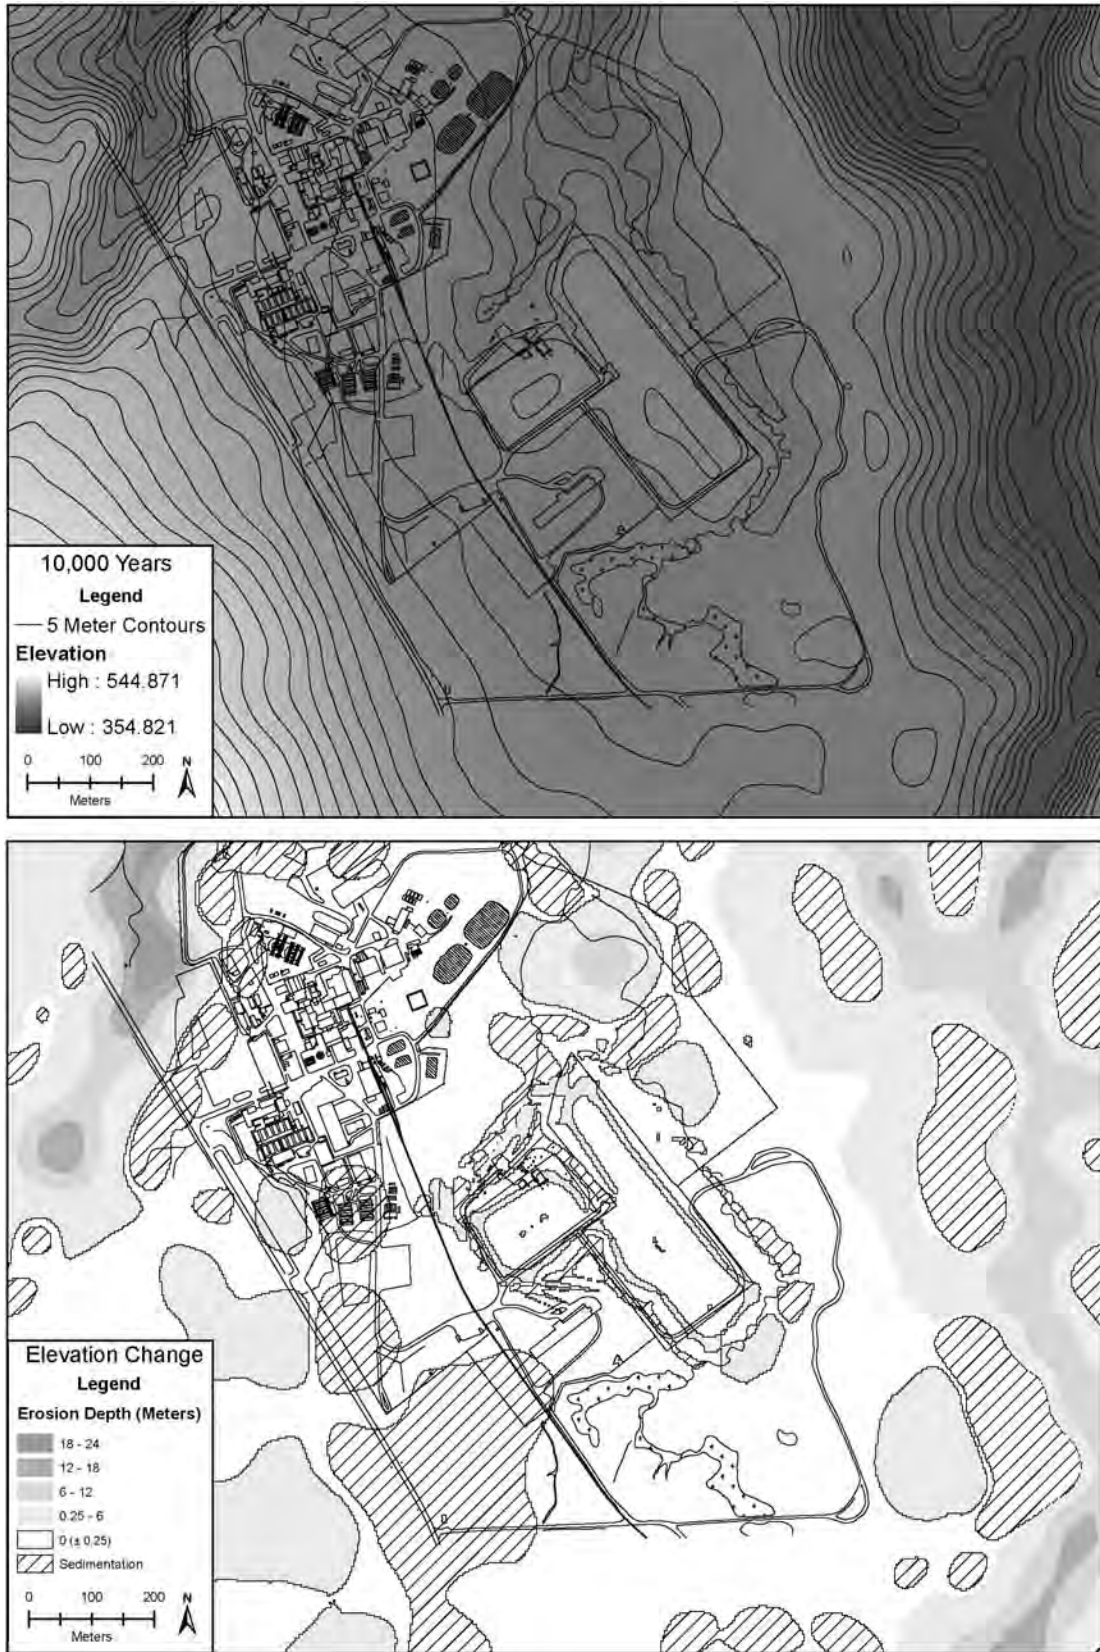 10,000 Years
Legend
5 Meter Contours
Elevation
High : 544.871
Low : 354.821
0 100 200
Meters
N
Elevation Change
Legend
Erosion Depth (Meters)
18 - 24
12 - 18
6 - 12
0.25 - 6
0 (± 0.25)
Sedimentation
0 100 200
Meters
N